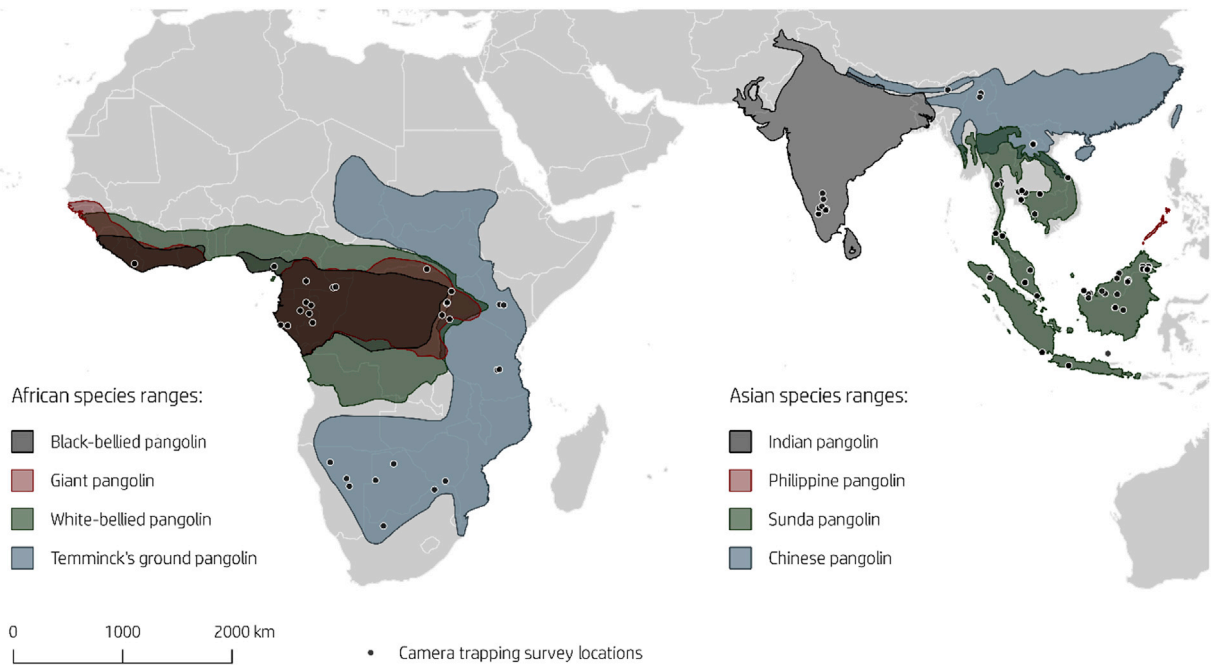 African species ranges:
Black-bellied pangolin
Giant pangolin
White-bellied pangolin
Temminck's ground pangolin
Asian species ranges:
Indian pangolin
Philippine pangolin
Sunda pangolin
Chinese pangolin
0 1000 2000 km
Camera trapping survey locations